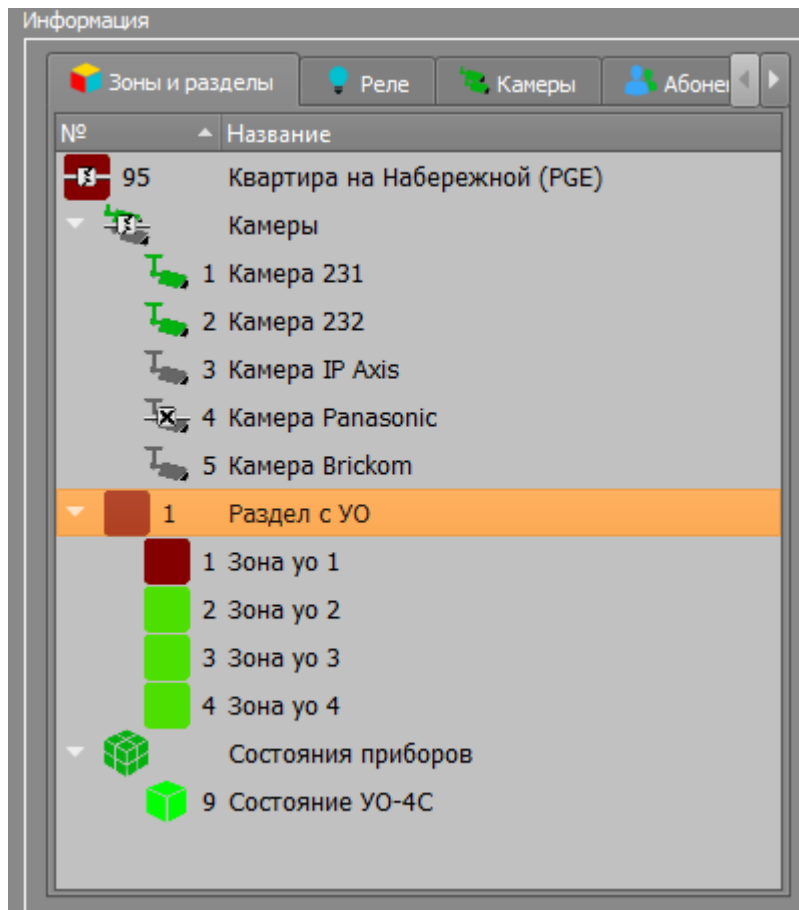 Информация
Зоны и разделы Реле Камеры Абоне
№ Название
95 Квартира на Набережной (PGE)
Камеры
1 Камера 231
2 Камера 232
3 Камера IP Axis
4 Камера Panasonic
5 Камера Brickom
1 Раздел с УО
1 Зона уо 1
2 Зона уо 2
3 Зона уо 3
4 Зона уо 4
Состояния приборов
9 Состояние УО-4С